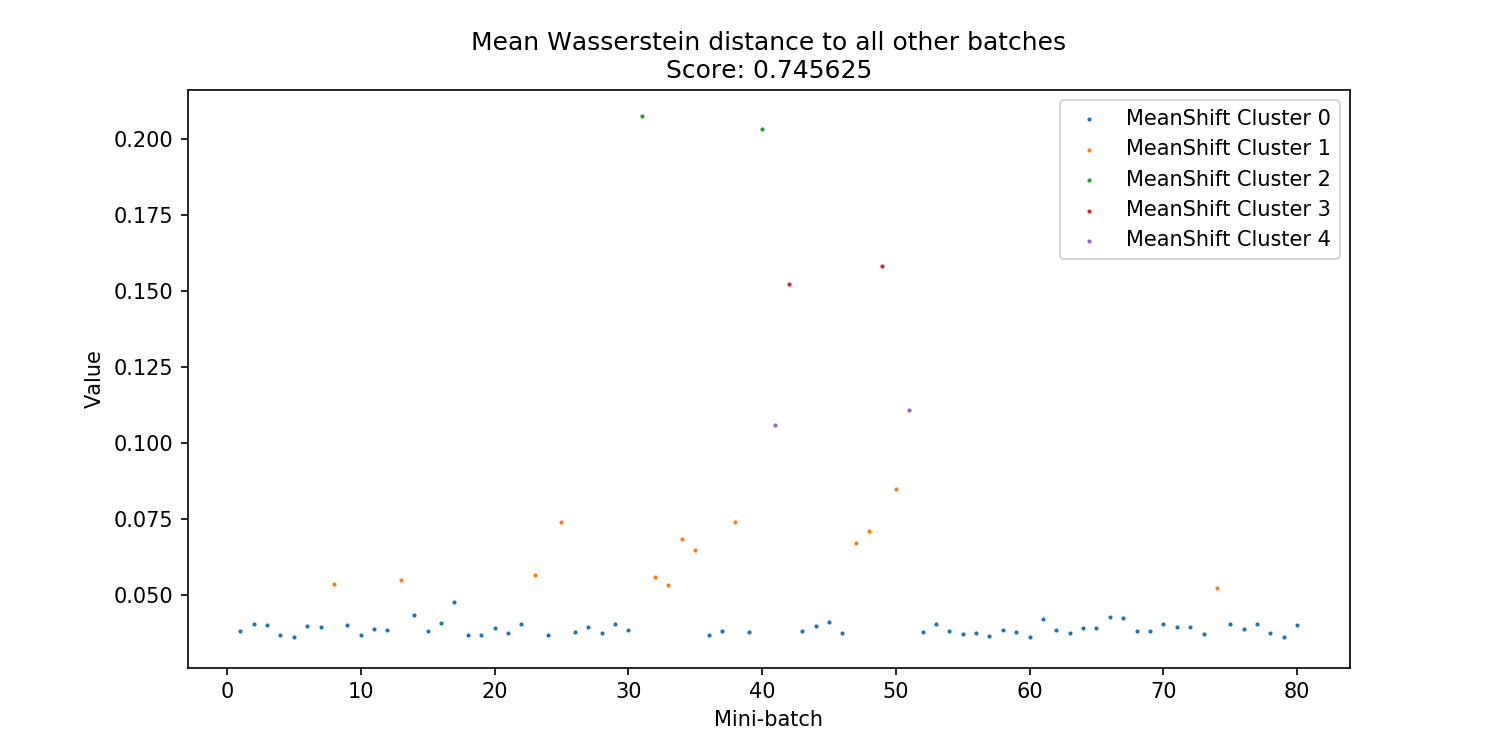 Mean Wasserstein distance to all other batches
Score: 0.745625
MeanShift Cluster 0
MeanShift Cluster 1
MeanShift Cluster 2
MeanShift Cluster 3
MeanShift Cluster 4
Value
0.200
0.175
0.150
0.125
0.100
0.075
0.050
0 10 20 30 40 50 60 70 80
Mini-batch